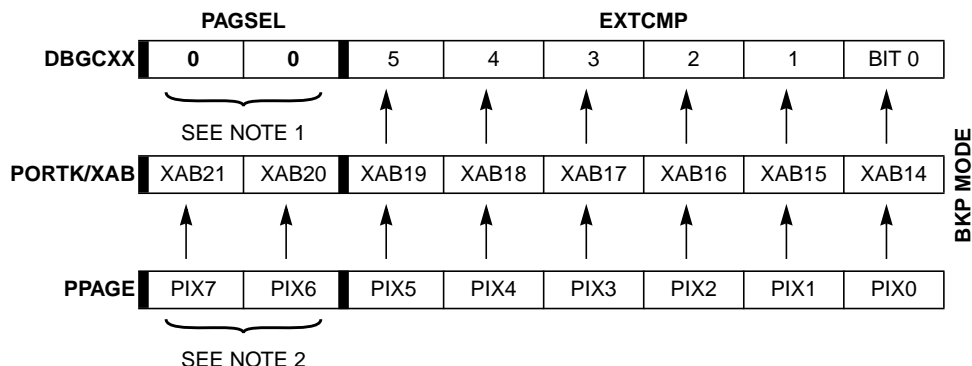 PAGSEL EXTCMP
DBGCXX 0 0 5 4 3 2 1 BIT 0
SEE NOTE 1
PORTK/XAB XAB21 XAB20 XAB19 XAB18 XAB17 XAB16 XAB15 XAB14
BKP MODE
PPAGE PIX7 PIX6 PIX5 PIX4 PIX3 PIX2 PIX1 PIX0
SEE NOTE 2